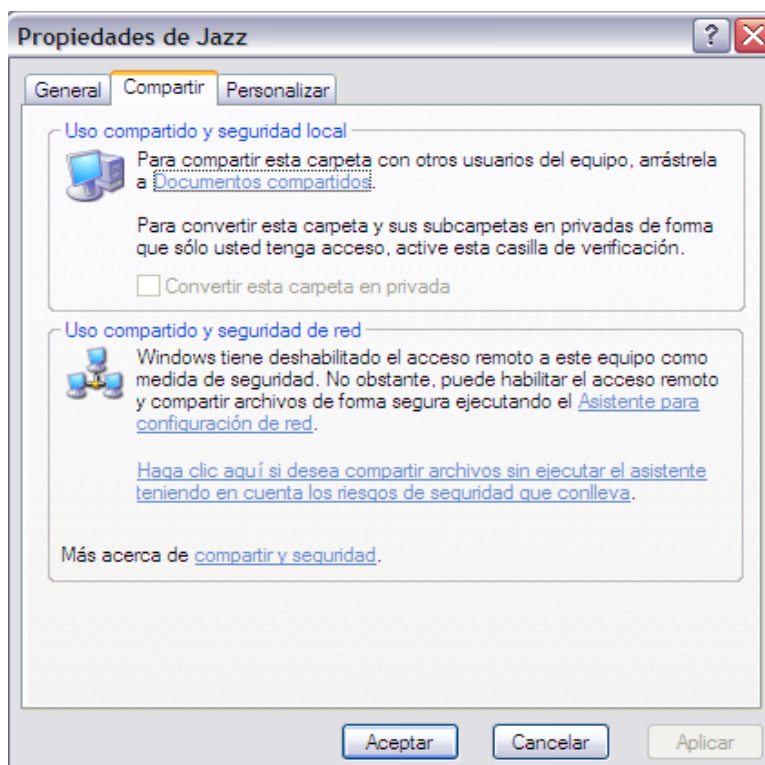 Propiedades de Jazz
General Compartir Personalizar
Uso compartido y seguridad local
Para compartir esta carpeta con otros usuarios del equipo, arrástrela
a Documentos compartidos.
Para convertir esta carpeta y sus subcarpetas en privadas de forma
que sólo usted tenga acceso, active esta casilla de verificación.
Convertir esta carpeta en privada
Uso compartido y seguridad de red
Windows tiene deshabilitado el acceso remoto a este equipo como
medida de seguridad. No obstante, puede habilitar el acceso remoto
y compartir archivos de forma segura ejecutando el Asistente para
configuración de red.
Haga clic aquí si desea compartir archivos sin ejecutar el asistente
teniendo en cuenta los riesgos de seguridad que conlleva.
Más acerca de compartir y seguridad.
Aceptar Cancelar Aplicar